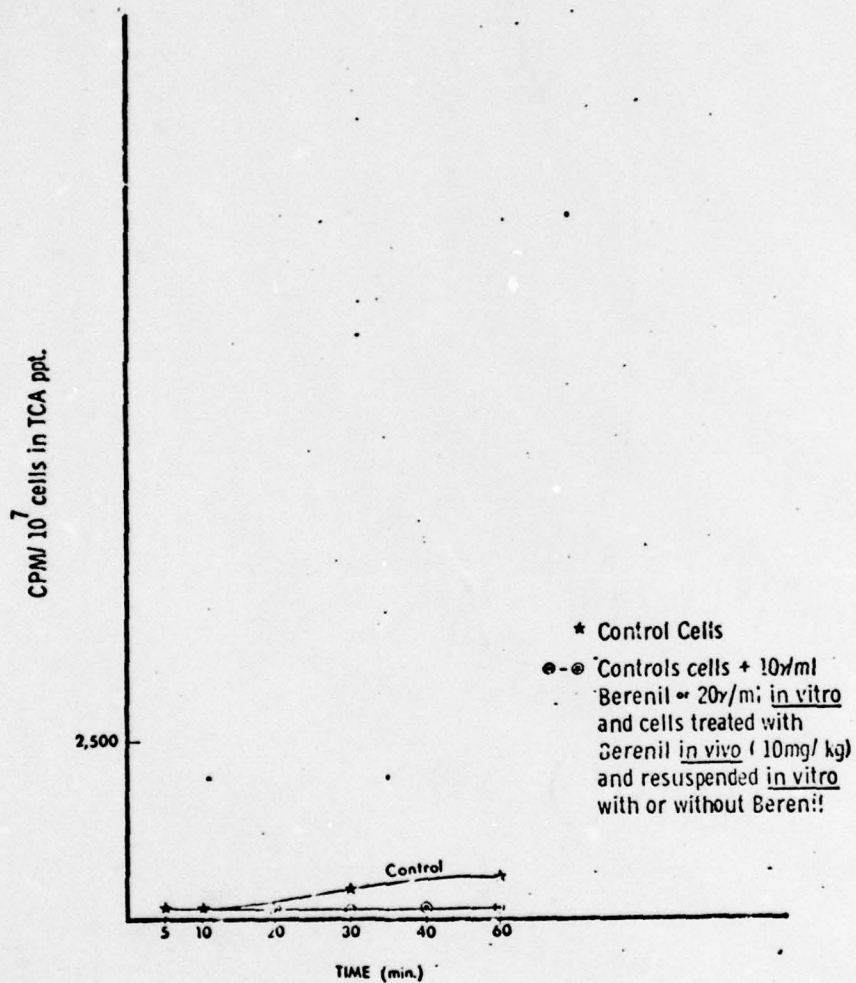 CPM/ 10⁷ cells in TCA ppt.
2,500
Control
5 10 20 30 40 60
TIME (min.)
★ Control Cells
⊙-⊙ Controls cells + 10γ/ml
Berenil or 20γ/ml in vitro
and cells treated with
Berenil in vivo (10mg/kg)
and resuspended in vitro
with or without Berenil